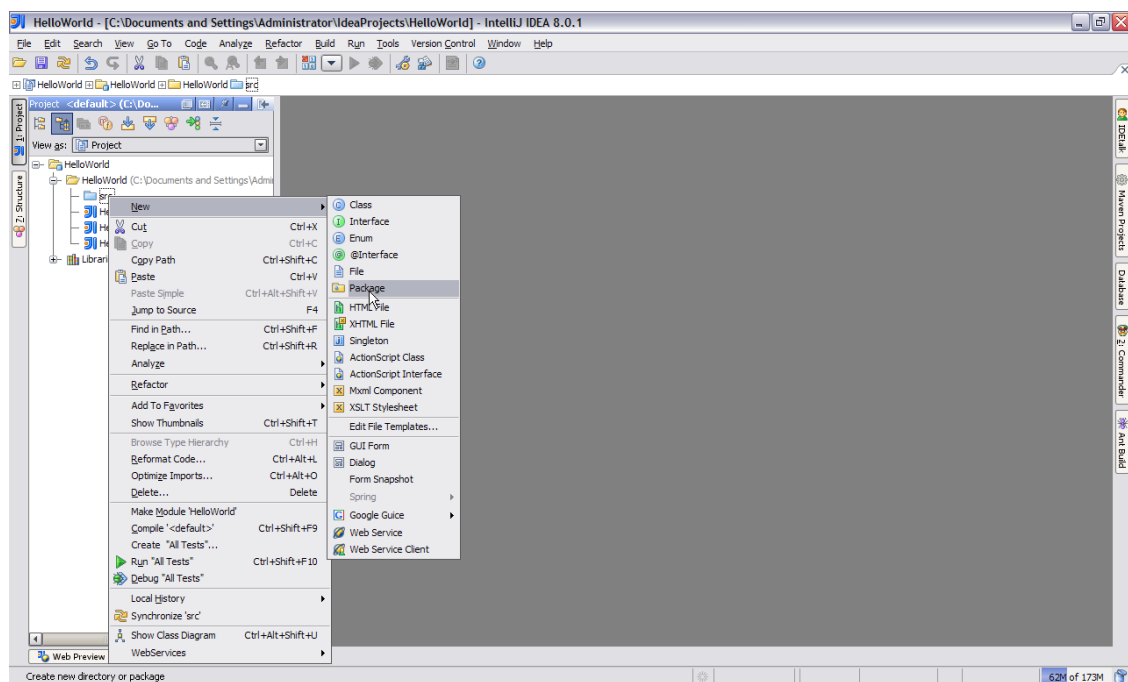 HelloWorld - [C:\Documents and Settings\Administrator\IdeaProjects\HelloWorld] - IntelliJ IDEA 8.0.1
File Edit Search View Go To Code Analyze Refactor Build Run Tools Version Control Window Help
HelloWorld HelloWorld HelloWorld src
Project <default> (C:\Do...
View as: Project
HelloWorld
HelloWorld (C:\Documents and Settings\Admi
src
He
He
He
Librari
1: Project
7: Structure
New
Cut Ctrl+X
Copy Ctrl+C
Copy Path Ctrl+Shift+C
Paste Ctrl+V
Paste Simple Ctrl+Alt+Shift+V
Jump to Source F4
Find in Path... Ctrl+Shift+F
Replace in Path... Ctrl+Shift+R
Analyze
Refactor
Add To Favorites
Show Thumbnails Ctrl+Shift+T
Browse Type Hierarchy Ctrl+H
Reformat Code... Ctrl+Alt+L
Optimize Imports... Ctrl+Alt+O
Delete... Delete
Make Module 'HelloWorld'
Compile '<default>' Ctrl+Shift+F9
Create "All Tests"...
Run "All Tests" Ctrl+Shift+F10
Debug "All Tests"
Local History
Synchronize 'src'
Show Class Diagram Ctrl+Alt+Shift+U
WebServices
Class
Interface
Enum
@Interface
File
Package
HTML File
XHTML File
Singleton
ActionScript Class
ActionScript Interface
Mxml Component
XSLT Stylesheet
Edit File Templates...
GUI Form
Dialog
Form Snapshot
Spring
Google Guice
Web Service
Web Service Client
IDEtalk
Maven Projects
Database
2: Commander
Ant Build
Web Preview
Create new directory or package
62M of 173M